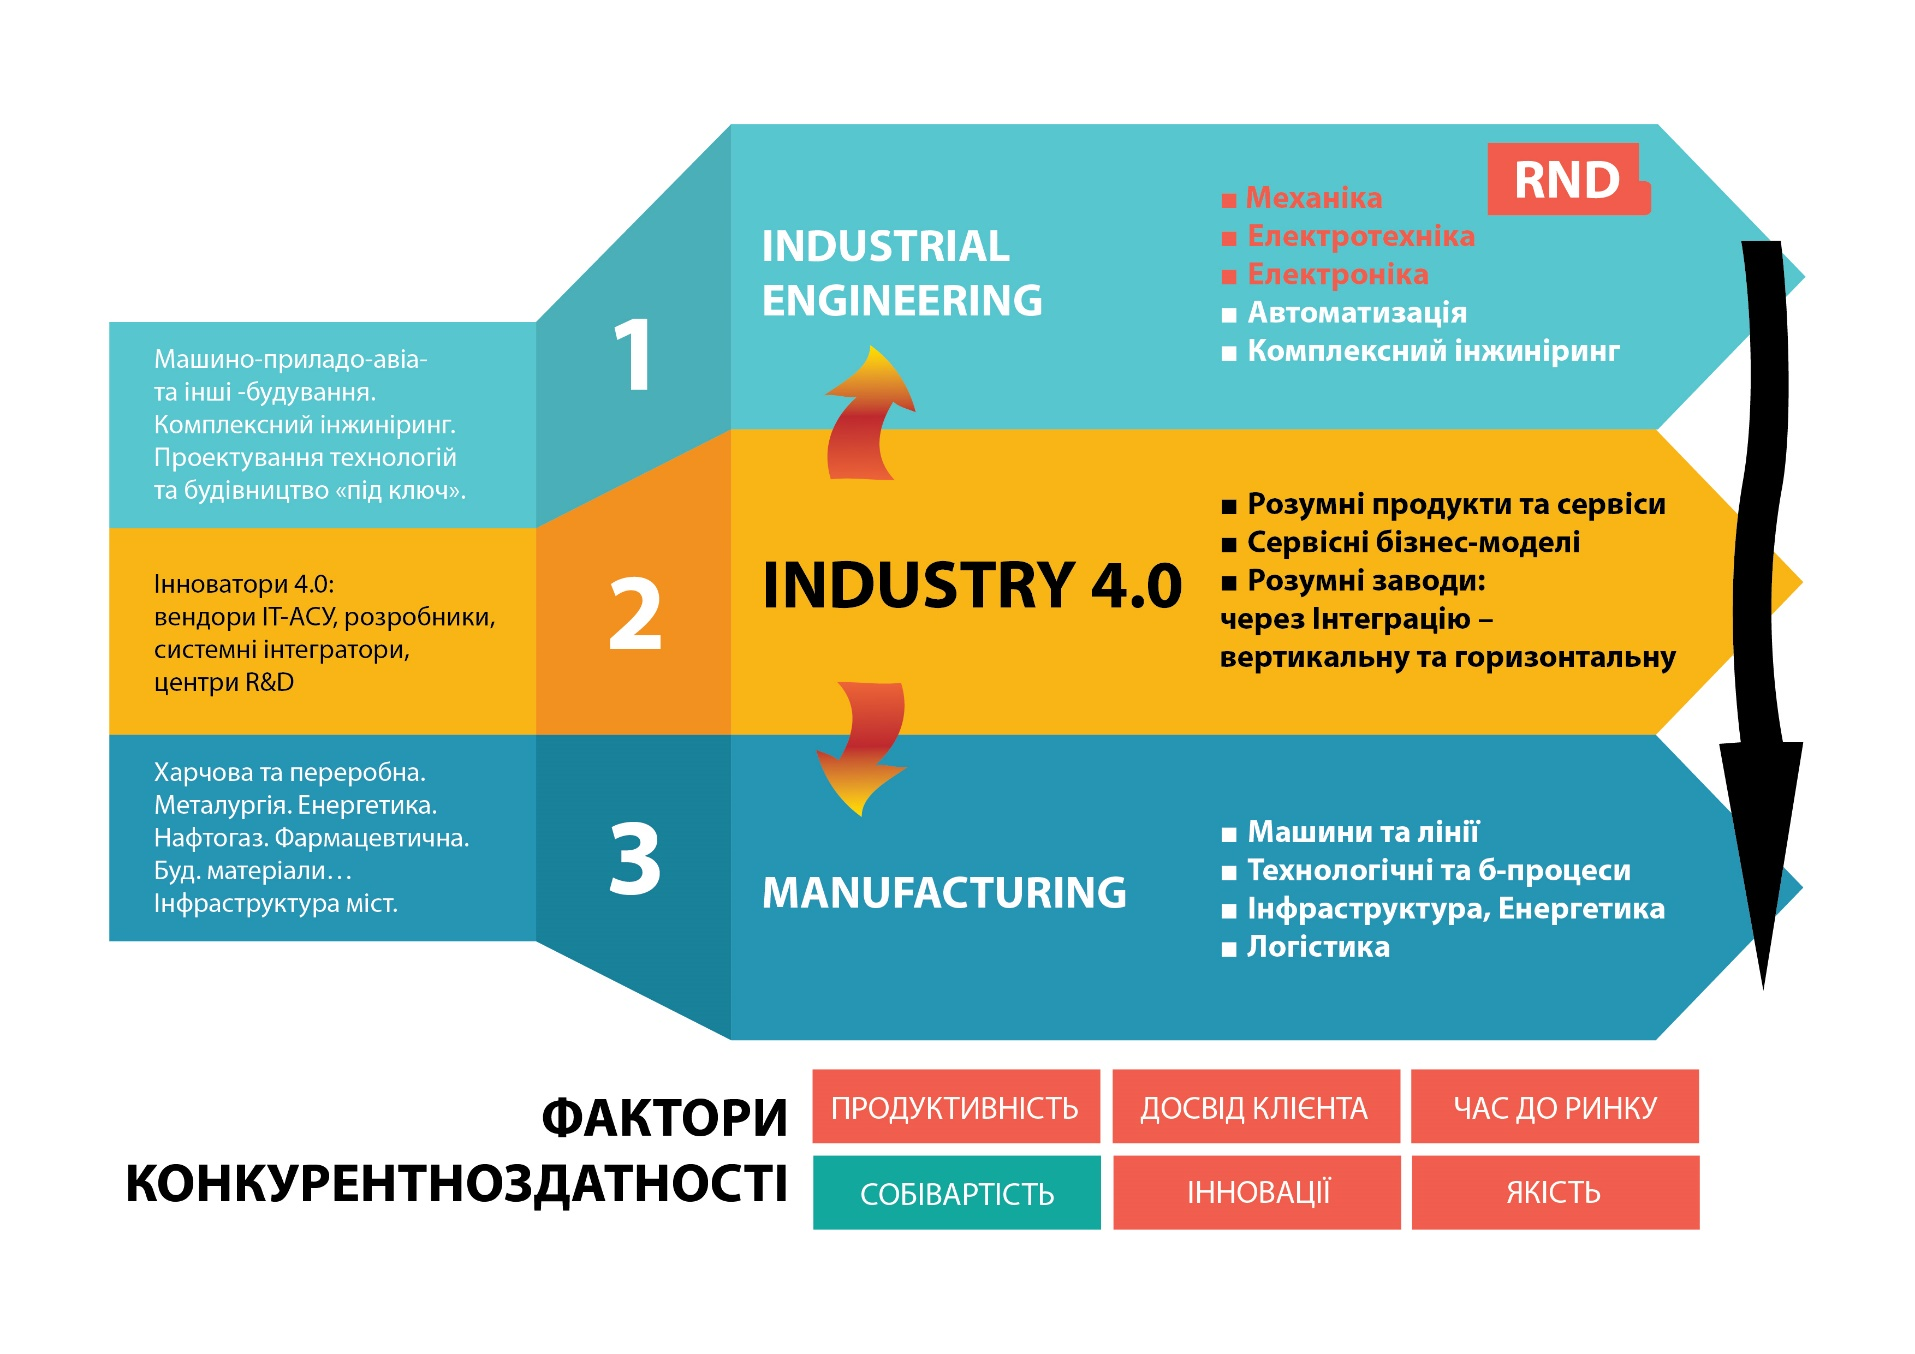 RND
INDUSTRIAL
ENGINEERING
■ Механіка
■ Електротехніка
■ Електроніка
■ Автоматизація
■ Комплексний інжиніринг
1
Машино-приладо-авіа-
та інші -будування.
Комплексний інжиніринг.
Проектування технологій
та будівництво «під ключ».
Інноватори 4.0:
вендори ІТ-АСУ, розробники,
системні інтегратори,
центри R&D
2
INDUSTRY 4.0
■ Розумні продукти та сервіси
■ Сервісні бізнес-моделі
■ Розумні заводи:
через Інтеграцію –
вертикальну та горизонтальну
Харчова та переробна.
Металургія. Енергетика.
Нафтогаз. Фармацевтична.
Буд. матеріали…
Інфраструктура міст.
3
MANUFACTURING
■ Машини та лінії
■ Технологічні та б-процеси
■ Інфраструктура, Енергетика
■ Логістика
ФАКТОРИ
КОНКУРЕНТНОЗДАТНОСТІ
ПРОДУКТИВНІСТЬ
ДОСВІД КЛІЄНТА
ЧАС ДО РИНКУ
СОБІВАРТІСТЬ
ІННОВАЦІЇ
ЯКІСТЬ